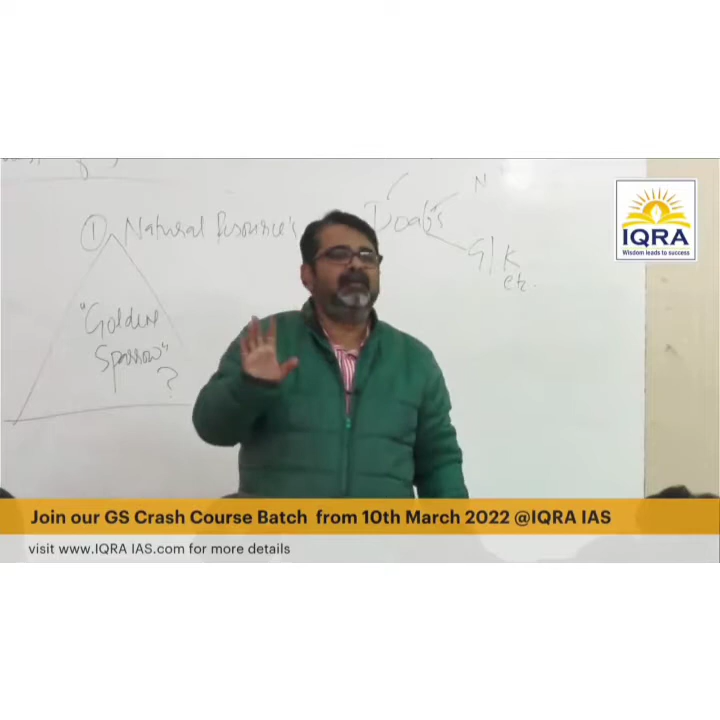 ① Natural Resource's
Doab's
N
G/K
etc.
"Golden
Sparrow"
?
IQRA
Wisdom leads to success
Join our GS Crash Course Batch from 10th March 2022 @IQRA IAS
visit www.IQRA IAS.com for more details